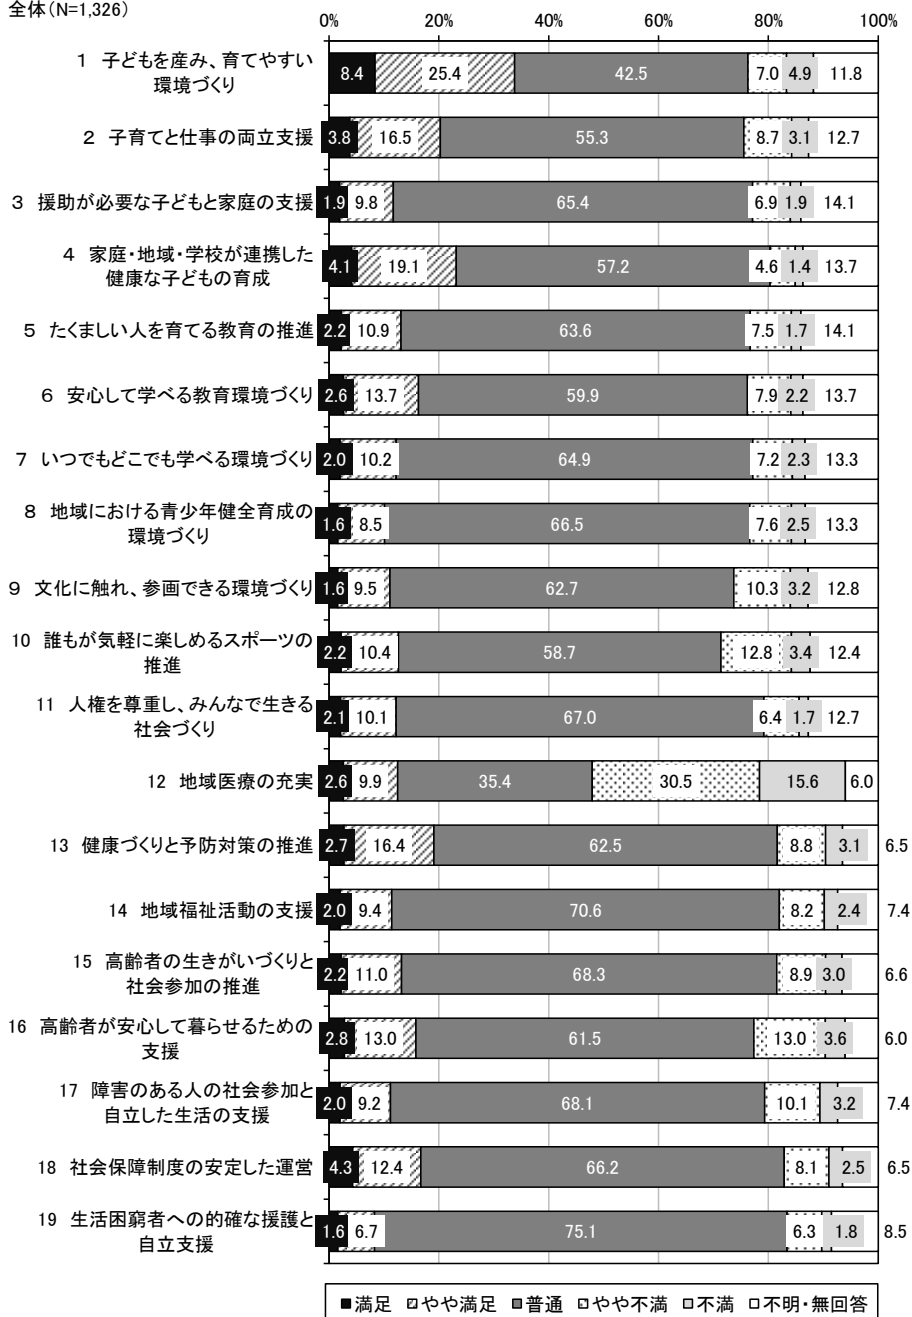 全体(N=1,326)
0% 20% 40% 60% 80% 100%
1 子どもを産み、育てやすい
環境づくり
8.4 25.4 42.5 7.0 4.9 11.8
2 子育てと仕事の両立支援
3.8 16.5 55.3 8.7 3.1 12.7
3 援助が必要な子どもと家庭の支援
1.9 9.8 65.4 6.9 1.9 14.1
4 家庭・地域・学校が連携した
健康な子どもの育成
4.1 19.1 57.2 4.6 1.4 13.7
5 たくましい人を育てる教育の推進
2.2 10.9 63.6 7.5 1.7 14.1
6 安心して学べる教育環境づくり
2.6 13.7 59.9 7.9 2.2 13.7
7 いつでもどこでも学べる環境づくり
2.0 10.2 64.9 7.2 2.3 13.3
8 地域における青少年健全育成の
環境づくり
1.6 8.5 66.5 7.6 2.5 13.3
9 文化に触れ、参画できる環境づくり
1.6 9.5 62.7 10.3 3.2 12.8
10 誰もが気軽に楽しめるスポーツの
推進
2.2 10.4 58.7 12.8 3.4 12.4
11 人権を尊重し、みんなで生きる
社会づくり
2.1 10.1 67.0 6.4 1.7 12.7
12 地域医療の充実
2.6 9.9 35.4 30.5 15.6 6.0
13 健康づくりと予防対策の推進
2.7 16.4 62.5 8.8 3.1 6.5
14 地域福祉活動の支援
2.0 9.4 70.6 8.2 2.4 7.4
15 高齢者の生きがいづくりと
社会参加の推進
2.2 11.0 68.3 8.9 3.0 6.6
16 高齢者が安心して暮らせるための
支援
2.8 13.0 61.5 13.0 3.6 6.0
17 障害のある人の社会参加と
自立した生活の支援
2.0 9.2 68.1 10.1 3.2 7.4
18 社会保障制度の安定した運営
4.3 12.4 66.2 8.1 2.5 6.5
19 生活困窮者への的確な援護と
自立支援
1.6 6.7 75.1 6.3 1.8 8.5
満足 やや満足 普通 やや不満 不満 不明・無回答